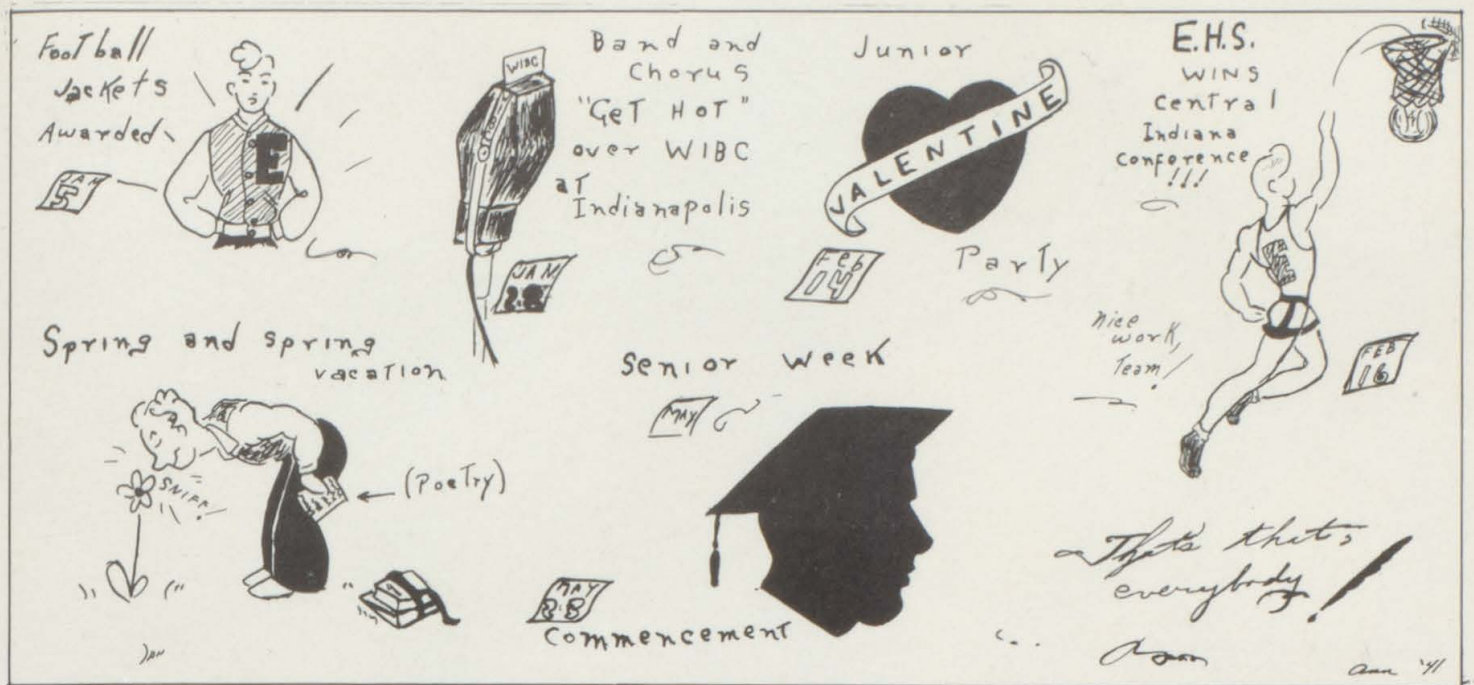 Football
Jackets
Awarded
JAN
5
E
WIBC
Band and
Chorus
"GeT HoT"
over WIBC
at
Indianapolis
JAN
28
Junior
VALENTINE
Feb
14
Party
E.H.S.
WINS
Central
Indiana
Conference
!!!
nice
work,
Team!
FEB
16
Spring and spring
vacation
SNIFF!
(Poetry)
Senior Week
MAY
MAY
28
Commencement
That's that,
everybody!
JAN
ann '41